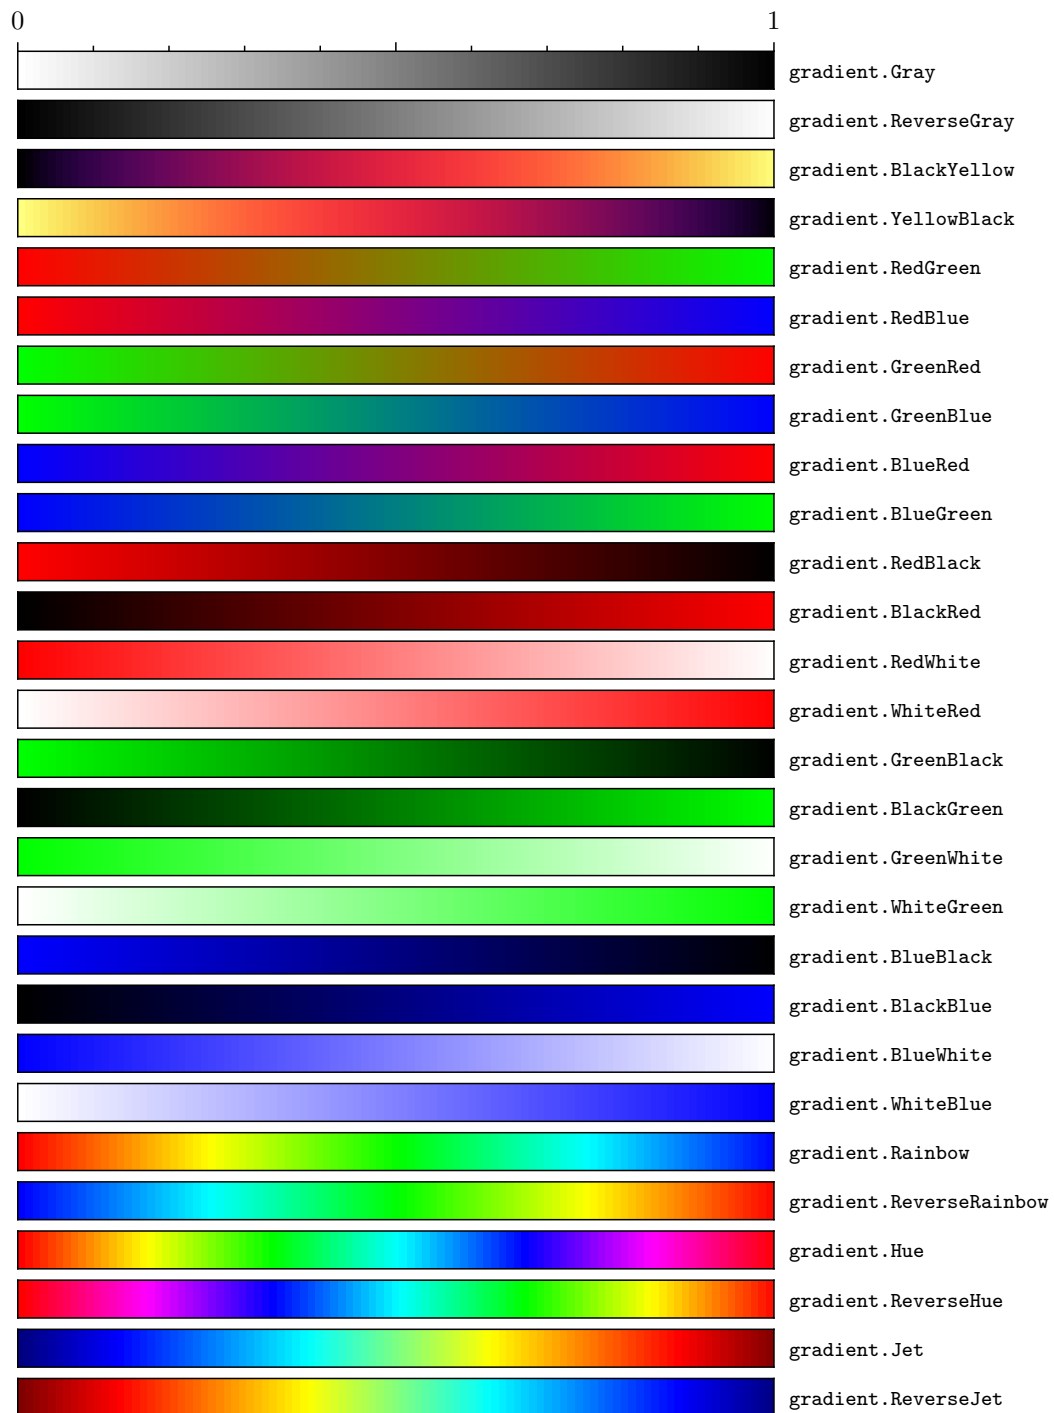 0 1
gradient.Gray
gradient.ReverseGray
gradient.BlackYellow
gradient.YellowBlack
gradient.RedGreen
gradient.RedBlue
gradient.GreenRed
gradient.GreenBlue
gradient.BlueRed
gradient.BlueGreen
gradient.RedBlack
gradient.BlackRed
gradient.RedWhite
gradient.WhiteRed
gradient.GreenBlack
gradient.BlackGreen
gradient.GreenWhite
gradient.WhiteGreen
gradient.BlueBlack
gradient.BlackBlue
gradient.BlueWhite
gradient.WhiteBlue
gradient.Rainbow
gradient.ReverseRainbow
gradient.Hue
gradient.ReverseHue
gradient.Jet
gradient.ReverseJet